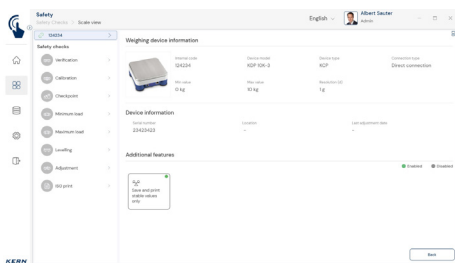 Safety
Safety Checks > Scale view
English
Albert Sauter
Admin
124234
Safety checks
Verification
Calibration
Checkpoint
Minimum load
Maximum load
Levelling
Adjustment
ISO print
Weighing device information
Internal code
124234
Device model
KDP 10K-3
Device type
KCP
Connection type
Direct connection
Min value
0 kg
Max value
10 kg
Resolution (d)
1 g
Device information
Serial number
23423423
Location
-
Last adjustment date
-
Additional features
Enabled
Disabled
Save and print
stable values
only
Back
KERN